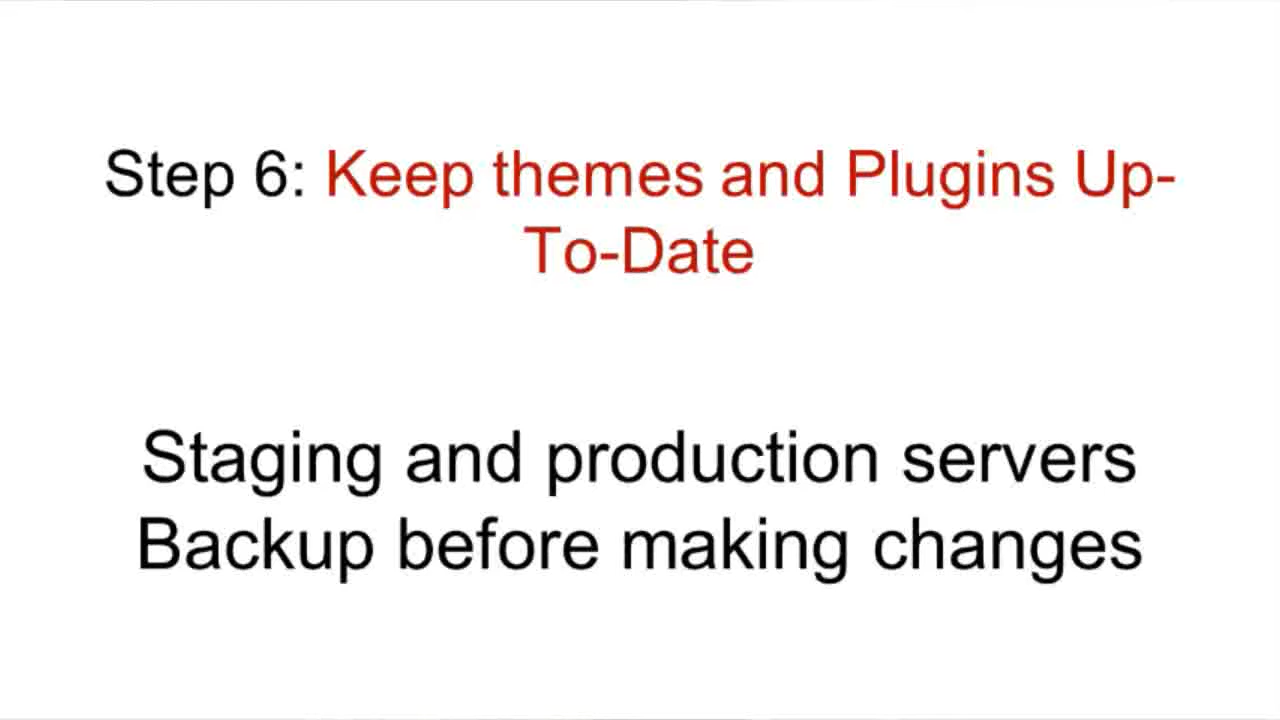 Step 6: Keep themes and Plugins Up-
To-Date
Staging and production servers
Backup before making changes